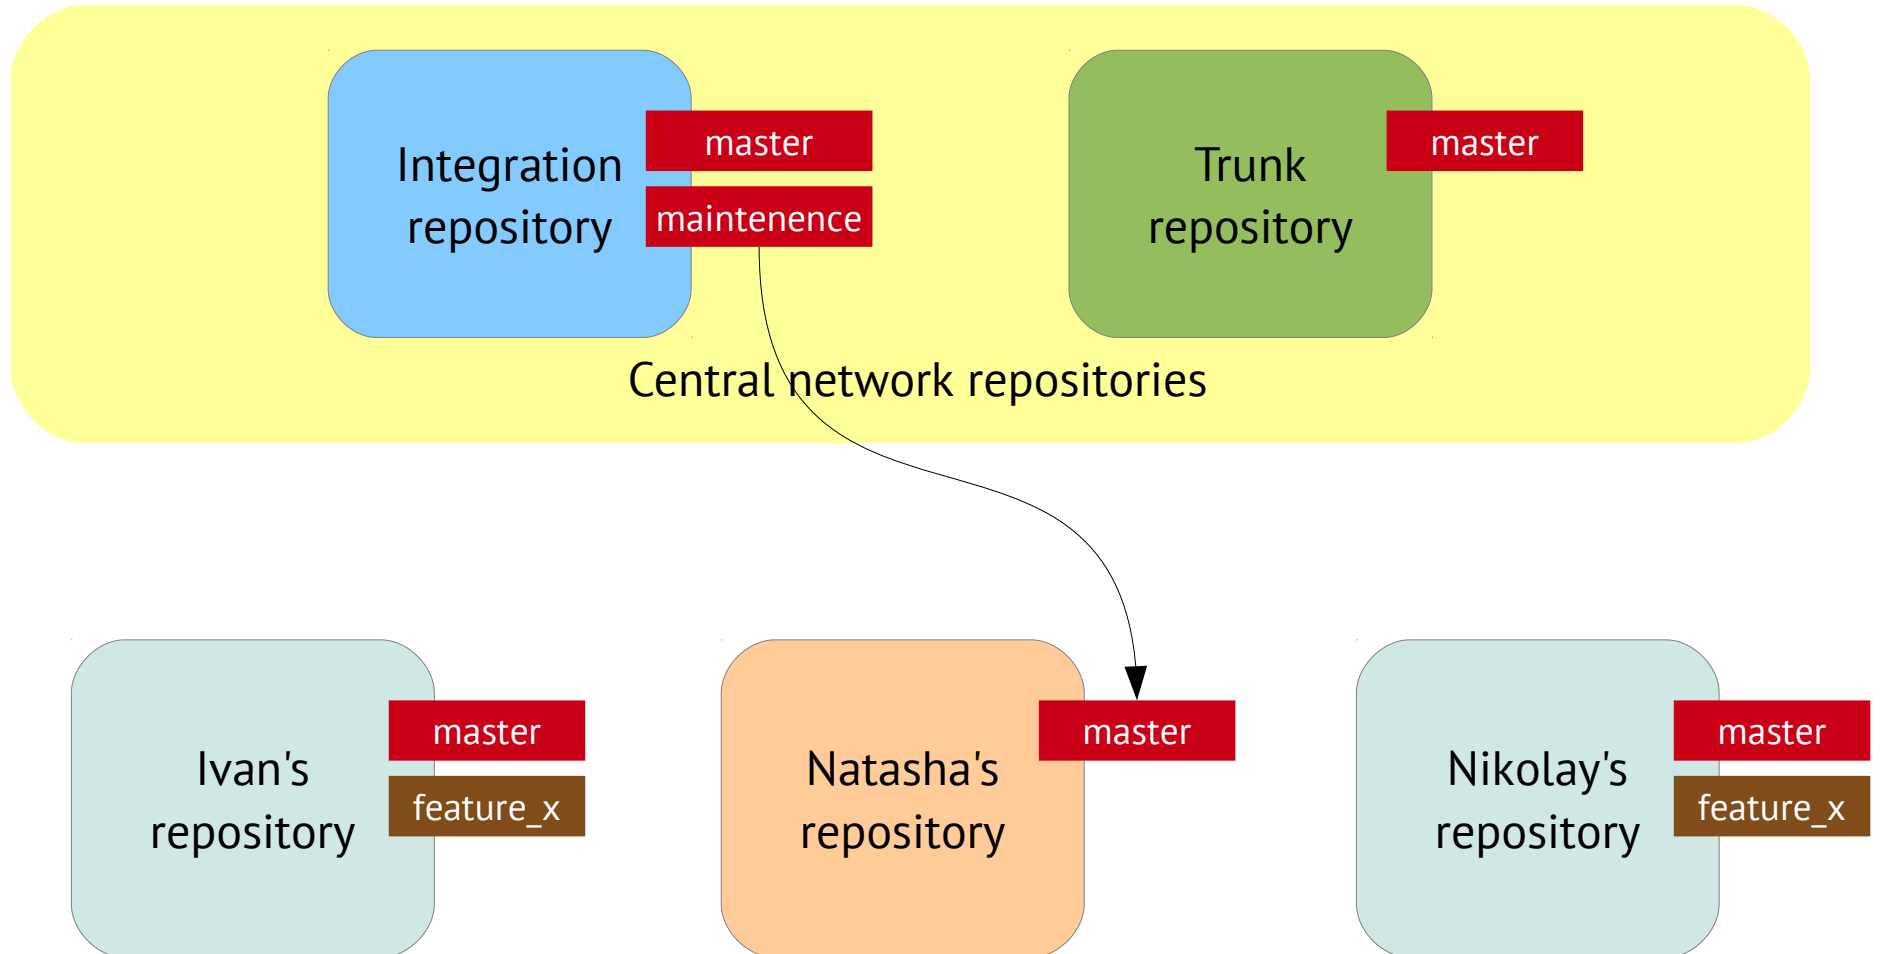 Integration
repository
master
maintenence
Trunk
repository
master
Central network repositories
Ivan's
repository
master
feature_x
Natasha's
repository
master
Nikolay's
repository
master
feature_x